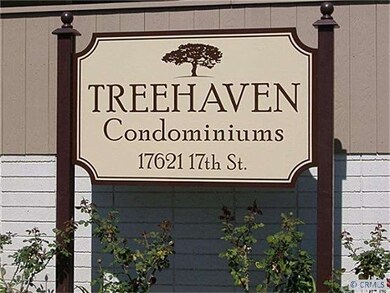 TREEHAVEN
Condominiums
17621 17th St.
© CRMLS